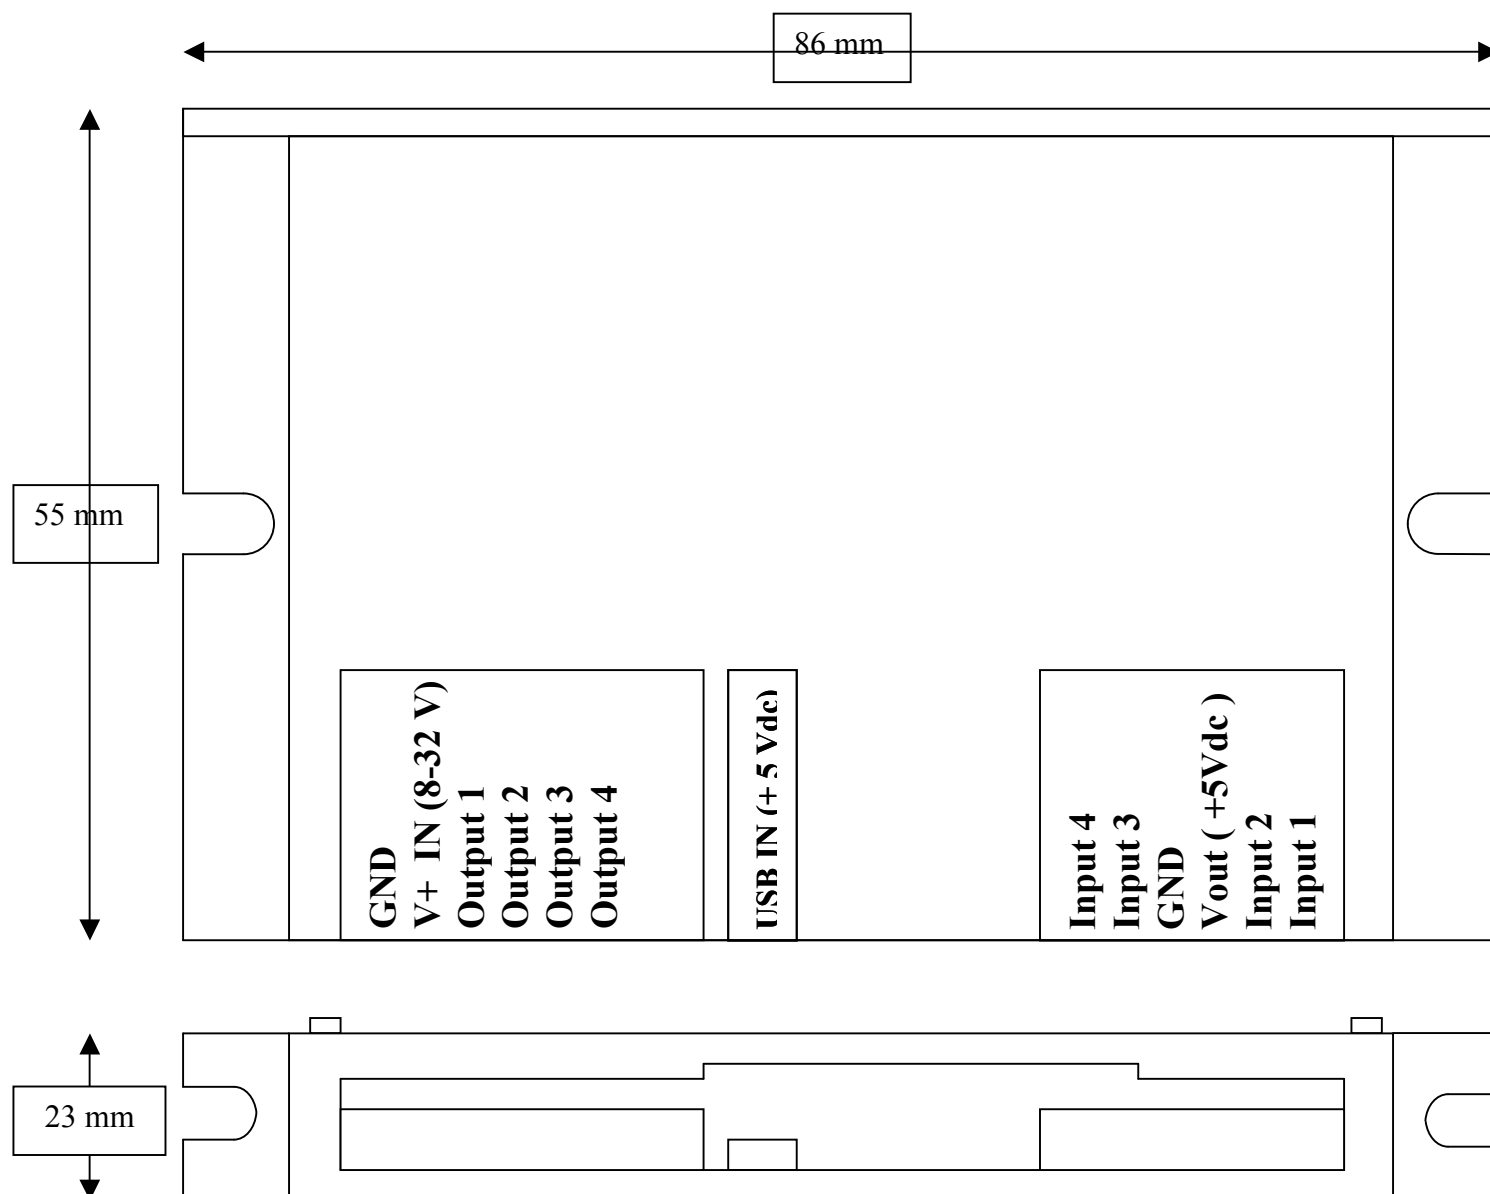 86 mm
55 mm
GND
V+ IN (8-32 V)
Output 1
Output 2
Output 3
Output 4
USB IN (+ 5 Vdc)
Input 4
Input 3
GND
Vout ( +5Vdc )
Input 2
Input 1
23 mm